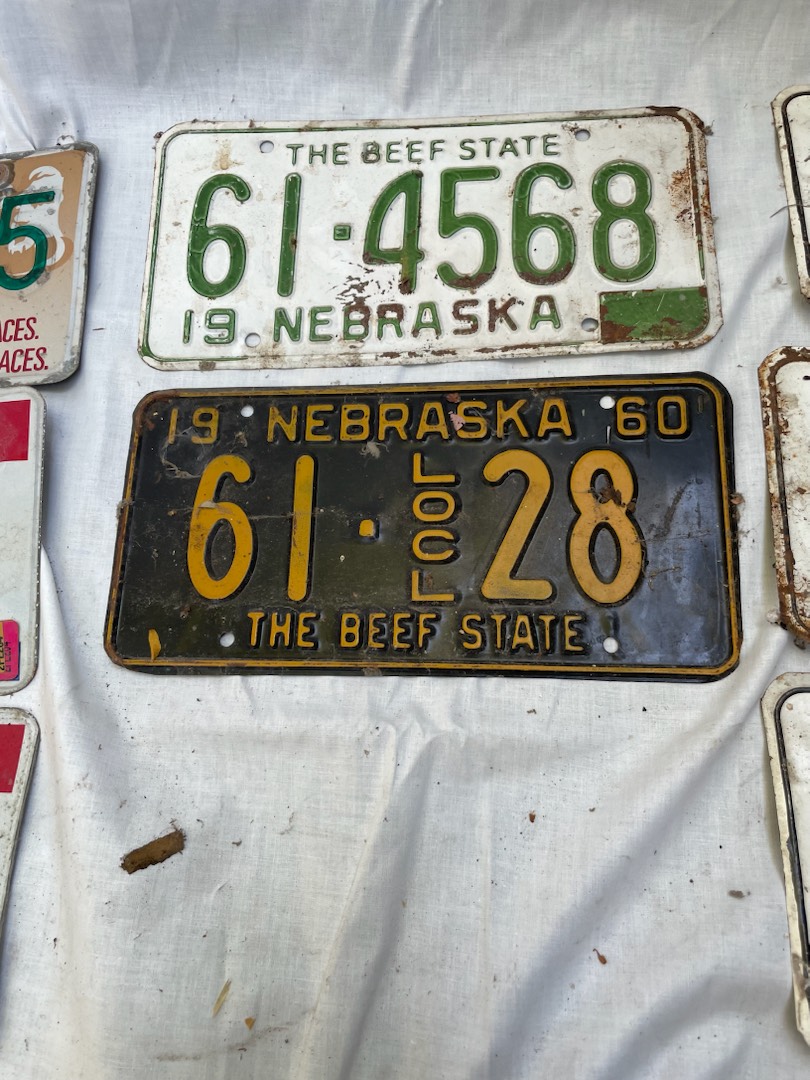 THE BEEF STATE
61-4568
19 NEBRASKA
19 NEBRASKA 60
61·LOCL 28
THE BEEF STATE
5
ACES.
ACES.